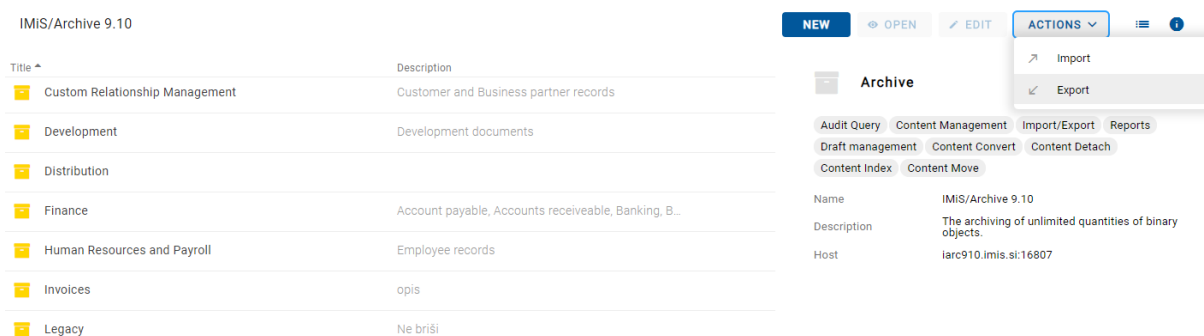 IMiS/Archive 9.10
NEW OPEN EDIT ACTIONS
Import
Export
Title Description
Custom Relationship Management Customer and Business partner records
Development Development documents
Distribution
Finance Account payable, Accounts receiveable, Banking, B...
Human Resources and Payroll Employee records
Invoices opis
Legacy Ne briši
Archive
Audit Query Content Management Import/Export Reports
Draft management Content Convert Content Detach
Content Index Content Move
Name IMiS/Archive 9.10
Description The archiving of unlimited quantities of binary
objects.
Host iarc910.imis.si:16807